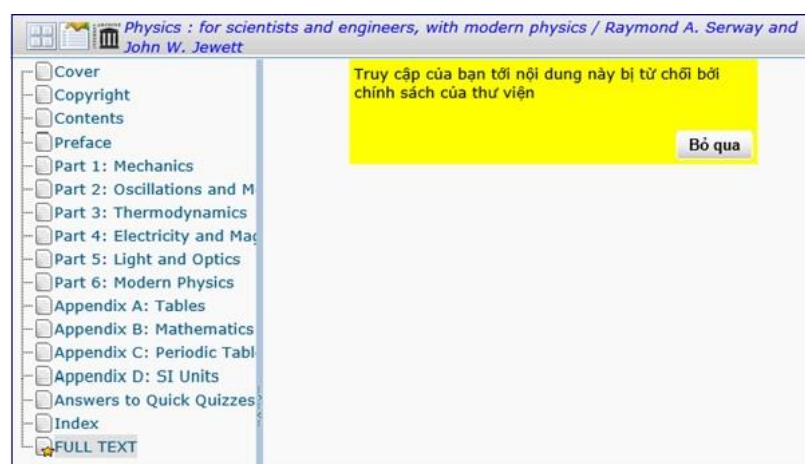 Physics : for scientists and engineers, with modern physics / Raymond A. Serway and
John W. Jewett
Cover
Copyright
Contents
Preface
Part 1: Mechanics
Part 2: Oscillations and M
Part 3: Thermodynamics
Part 4: Electricity and Mag
Part 5: Light and Optics
Part 6: Modern Physics
Appendix A: Tables
Appendix B: Mathematics
Appendix C: Periodic Tabl
Appendix D: SI Units
Answers to Quick Quizzes
Index
FULL TEXT
Truy cập của bạn tới nội dung này bị từ chối bởi
chính sách của thư viện
Bỏ qua